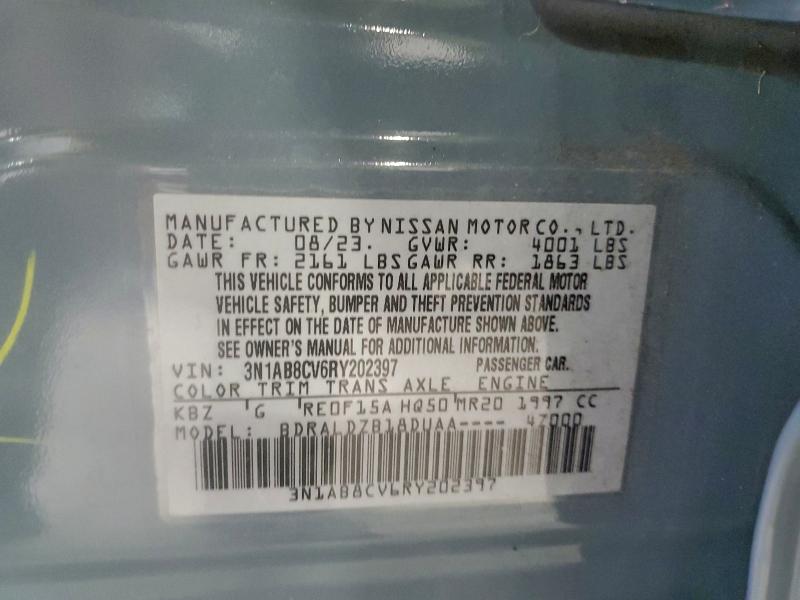 MANUFACTURED BY NISSAN MOTOR CO., LTD.
DATE: 08/23. GVWR: 4001 LBS
GAWR FR: 2161 LBS GAWR RR: 1863 LBS
THIS VEHICLE CONFORMS TO ALL APPLICABLE FEDERAL MOTOR
VEHICLE SAFETY, BUMPER AND THEFT PREVENTION STANDARDS
IN EFFECT ON THE DATE OF MANUFACTURE SHOWN ABOVE.
SEE OWNER'S MANUAL FOR ADDITIONAL INFORMATION.
VIN: 3N1AB8CV6RY202397 PASSENGER CAR.
COLOR TRIM TRANS AXLE ENGINE
KBZ G RE0F15A HQ50 MR20 1997 CC
MODEL: BDRALDZB18DUAA---- 47000
3N1AB8CV6RY202397